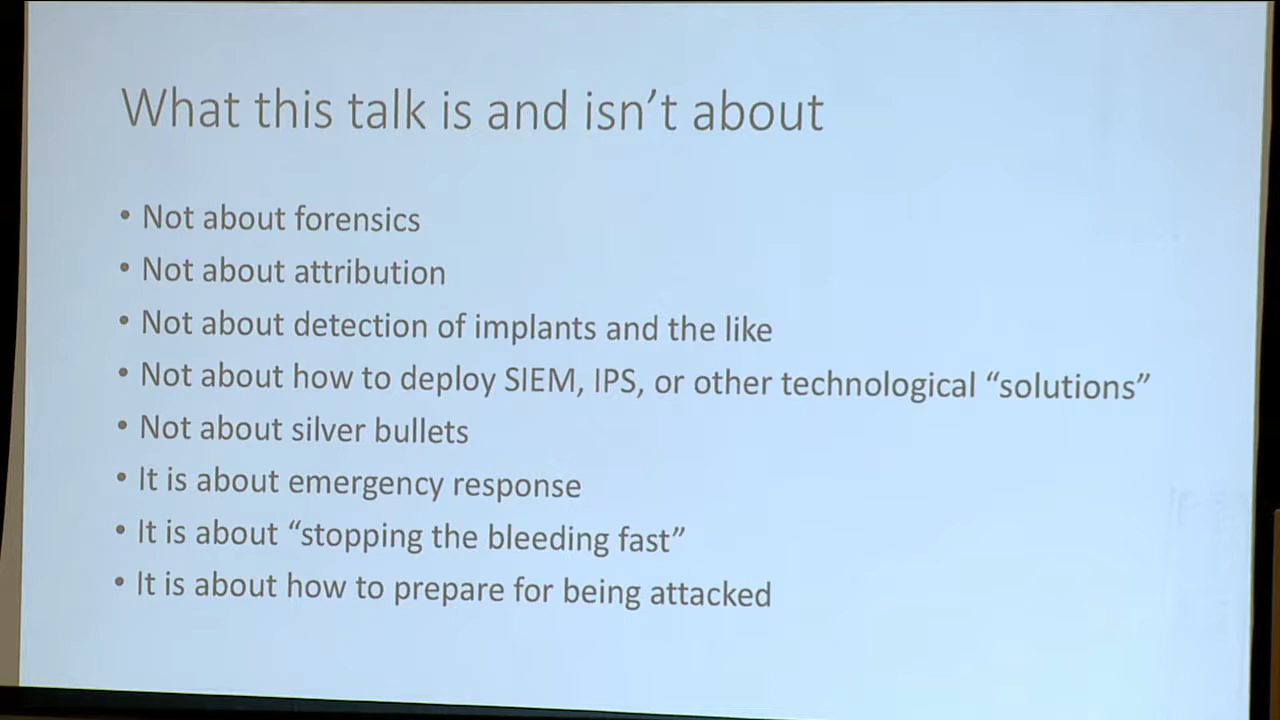 What this talk is and isn’t about
• Not about forensics
• Not about attribution
• Not about detection of implants and the like
• Not about how to deploy SIEM, IPS, or other technological “solutions”
• Not about silver bullets
• It is about emergency response
• It is about “stopping the bleeding fast”
• It is about how to prepare for being attacked